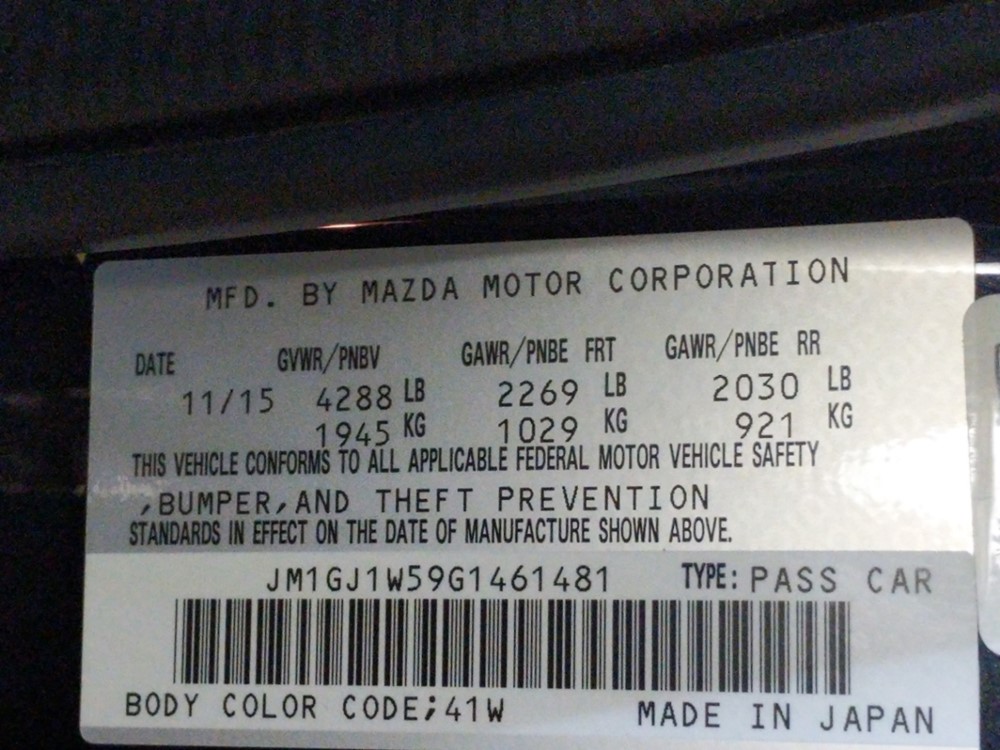 MFD. BY MAZDA MOTOR CORPORATION
DATE GVWR/PNBV GAWR/PNBE FRT GAWR/PNBE RR
11/15 4288 LB 2269 LB 2030 LB
1945 KG 1029 KG 921 KG
THIS VEHICLE CONFORMS TO ALL APPLICABLE FEDERAL MOTOR VEHICLE SAFETY
,BUMPER,AND THEFT PREVENTION
STANDARDS IN EFFECT ON THE DATE OF MANUFACTURE SHOWN ABOVE.
JM1GJ1W59G1461481 TYPE: PASS CAR
BODY COLOR CODE;41W MADE IN JAPAN